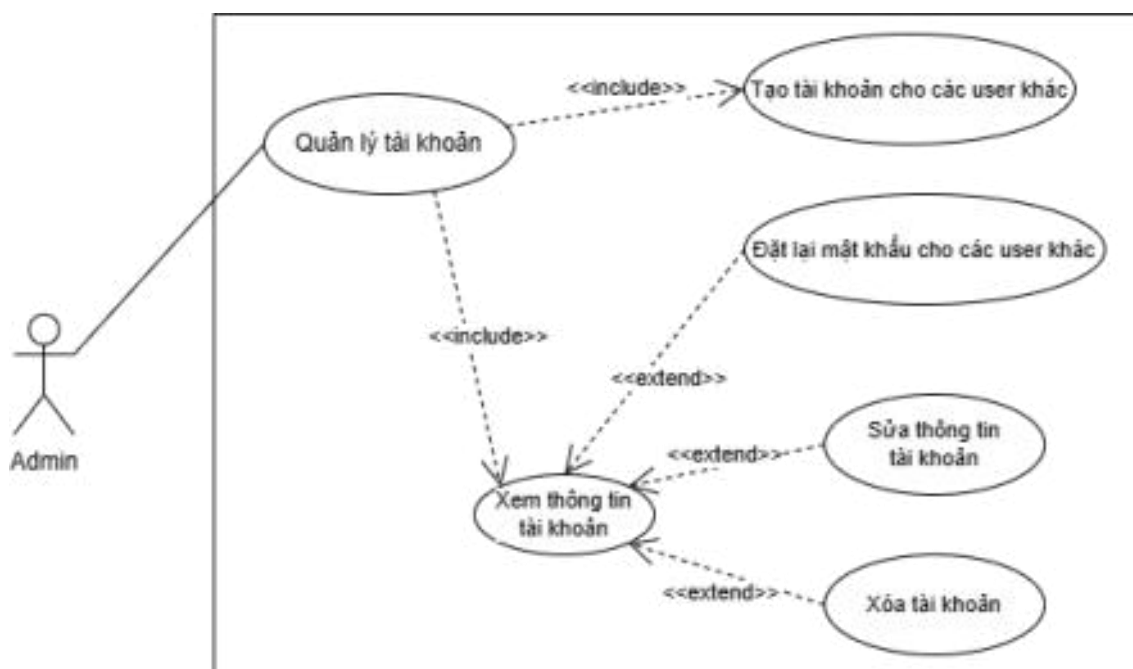 <<include>>
Tạo tài khoản cho các user khác
Quản lý tài khoản
Đặt lại mật khẩu cho các user khác
<<include>>
<<extend>>
Admin
Sửa thông tin
tài khoản
<<extend>>
Xem thông tin
tài khoản
<<extend>>
Xóa tài khoản